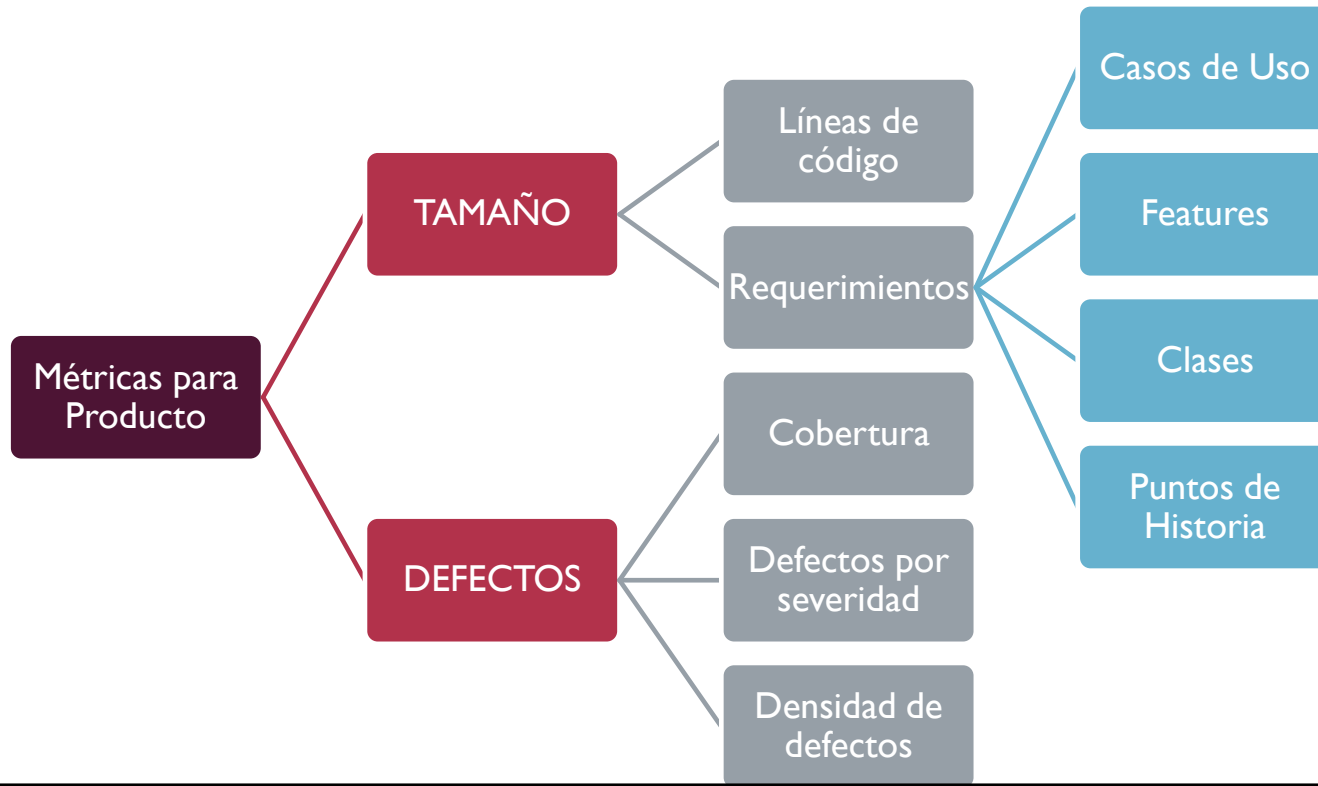 Métricas para
Producto
TAMAÑO
Líneas de
código
Requerimientos
Casos de Uso
Features
Clases
Puntos de
Historia
DEFECTOS
Cobertura
Defectos por
severidad
Densidad de
defectos